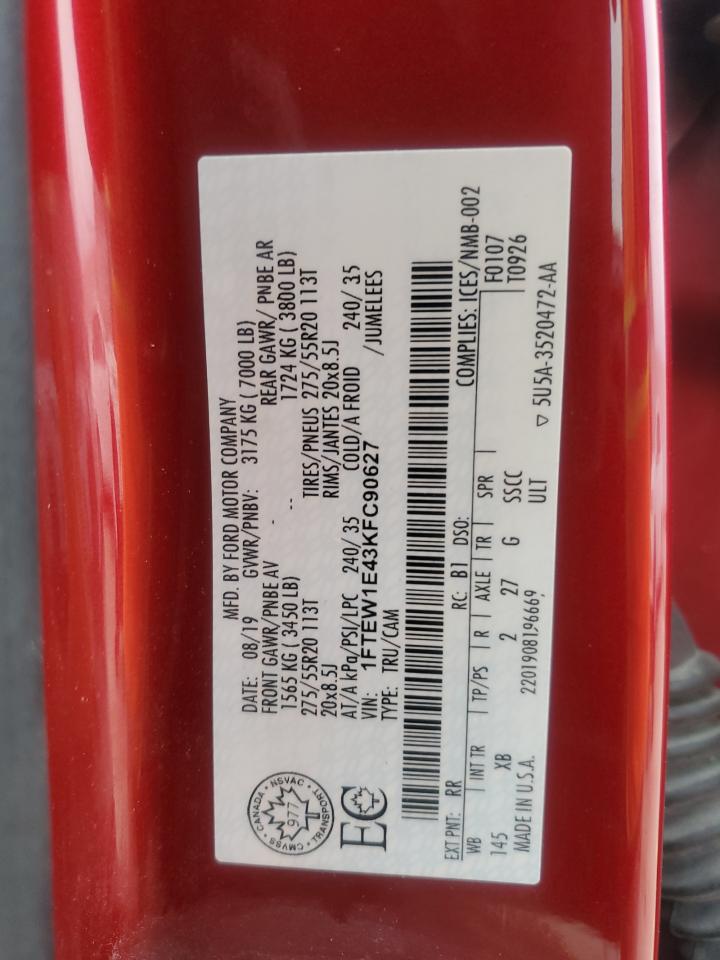 MFD. BY FORD MOTOR COMPANY
DATE: 08/19 GVWR/PNBV: 3175 KG ( 7000 LB)
FRONT GAWR/PNBE AV REAR GAWR/ PNBE AR
1565 KG ( 3450 LB) 1724 KG ( 3800 LB)
275/55R20 113T TIRES/PNEUS 275/55R20 113T
20x8.5J RIMS/JANTES 20x8.5J
AT/A kPa/PSI/LPC 240/ 35 COLD/A FROID 240/ 35
VIN: 1FTEW1E43KFC90627 /JUMELEES
TYPE: TRU/CAM
CANADA · NSVAC · TRANSPORT · CMVSS
977
EC
EXT PNT: RR RC: B1 DSO: COMPLIES: ICES/NMB-002
WB | INT TR | TP/PS | R | AXLE | TR | SPR | F0107
145 XB 2 27 G SSCC T0926
ULT
MADE IN U.S.A. 2201908196669, ▽ 5U5A-3520472-AA